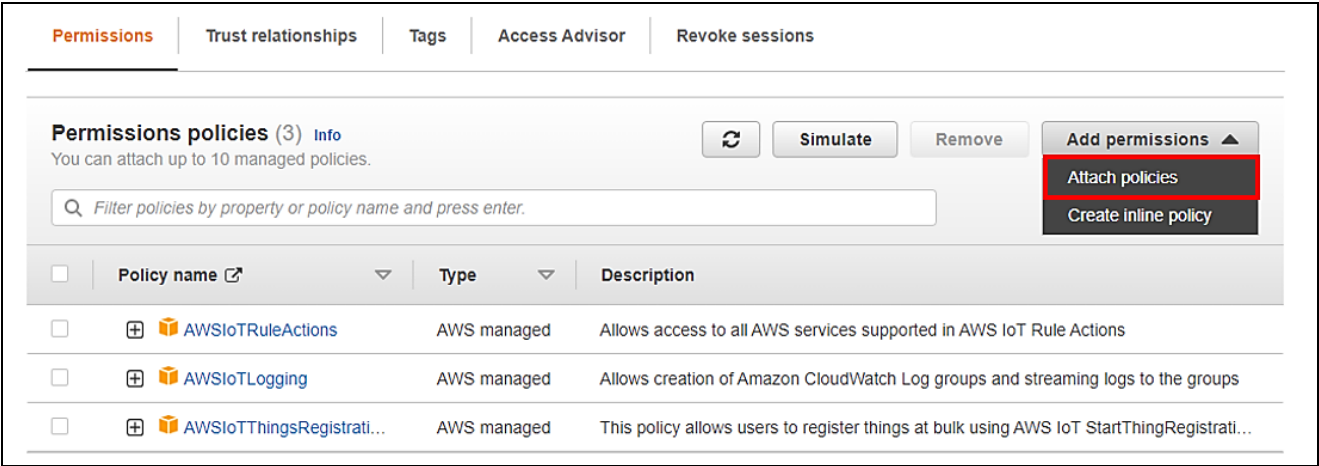 Permissions Trust relationships Tags Access Advisor Revoke sessions
Permissions policies (3) Info
You can attach up to 10 managed policies.
Simulate Remove Add permissions
Attach policies
Create inline policy
Filter policies by property or policy name and press enter.
Policy name Type Description
AWSIoTRuleActions AWS managed Allows access to all AWS services supported in AWS IoT Rule Actions
AWSIoTLogging AWS managed Allows creation of Amazon CloudWatch Log groups and streaming logs to the groups
AWSIoTThingsRegistrati... AWS managed This policy allows users to register things at bulk using AWS IoT StartThingRegistrati...